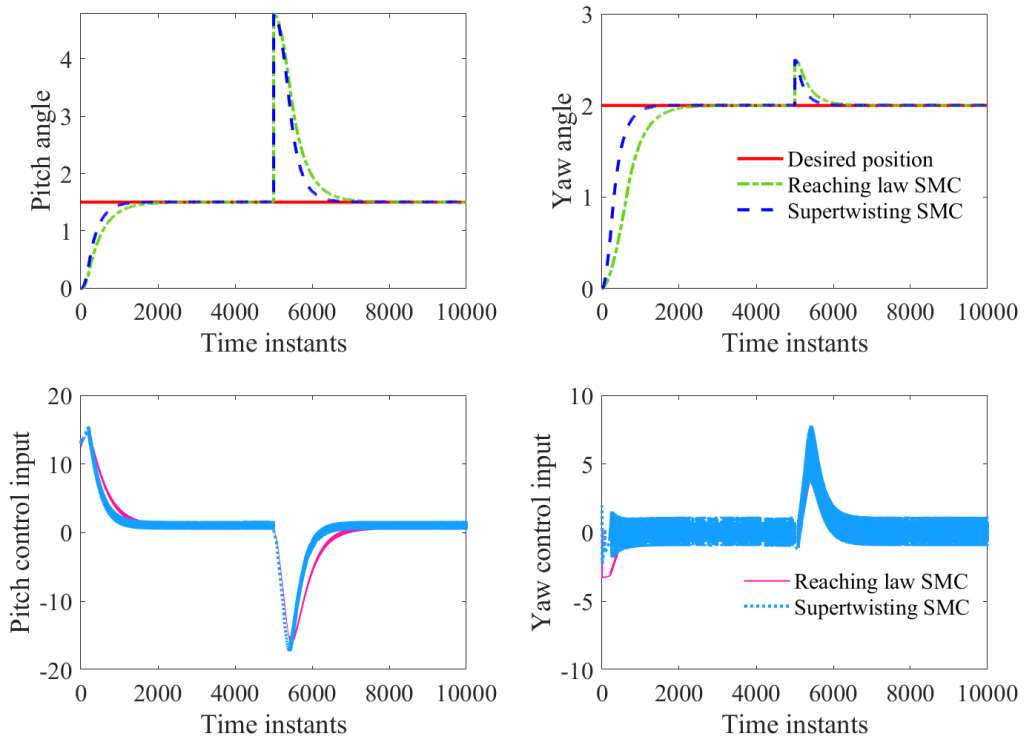 Pitch angle
4
3
2
1
0
0 2000 4000 6000 8000 10000
Time instants
Yaw angle
3
2
1
0
Desired position
Reaching law SMC
Supertwisting SMC
0 2000 4000 6000 8000 10000
Time instants
Pitch control input
20
10
0
-10
-20
0 2000 4000 6000 8000 10000
Time instants
Yaw control input
10
5
0
-5
-10
Reaching law SMC
Supertwisting SMC
0 2000 4000 6000 8000 10000
Time instants